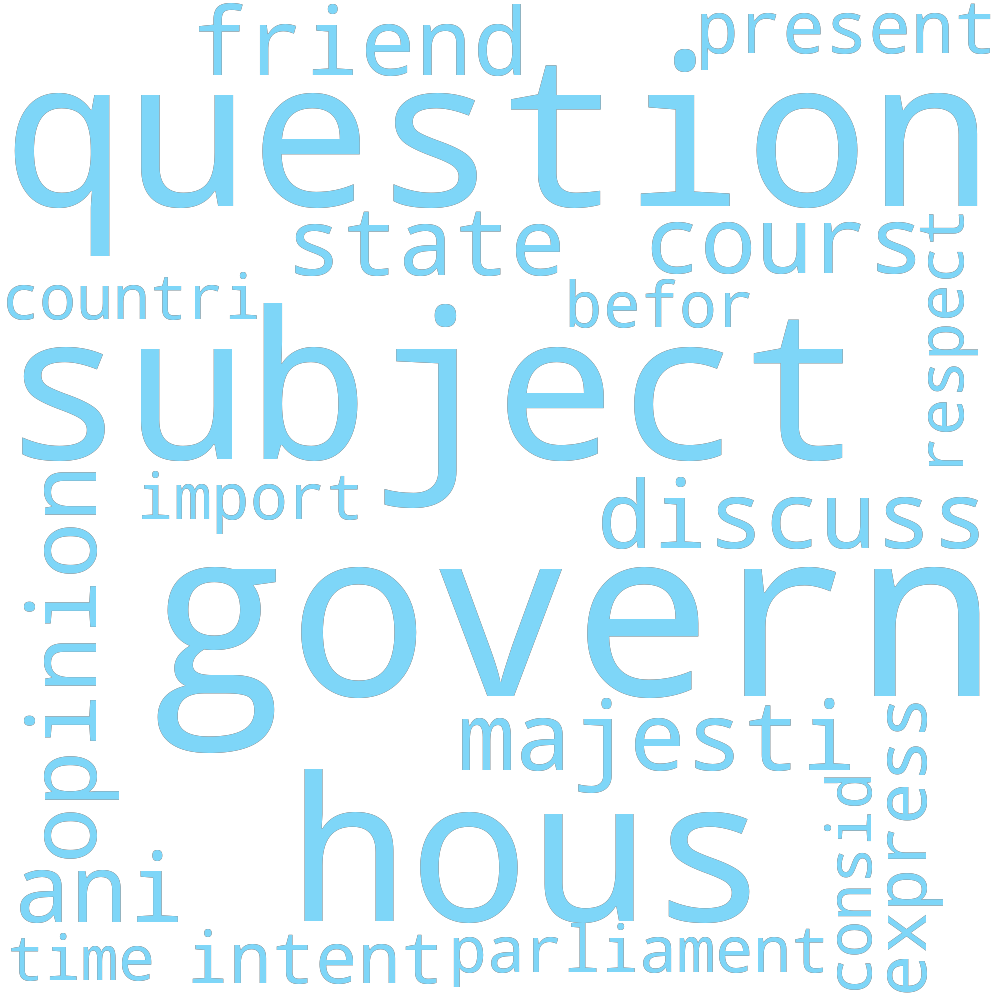 friend
present
question
state
cours
respect
countri
befor
subject
import
discuss
opinion
govern
majesti
express
hous
consid
ani
time
intent
parliament